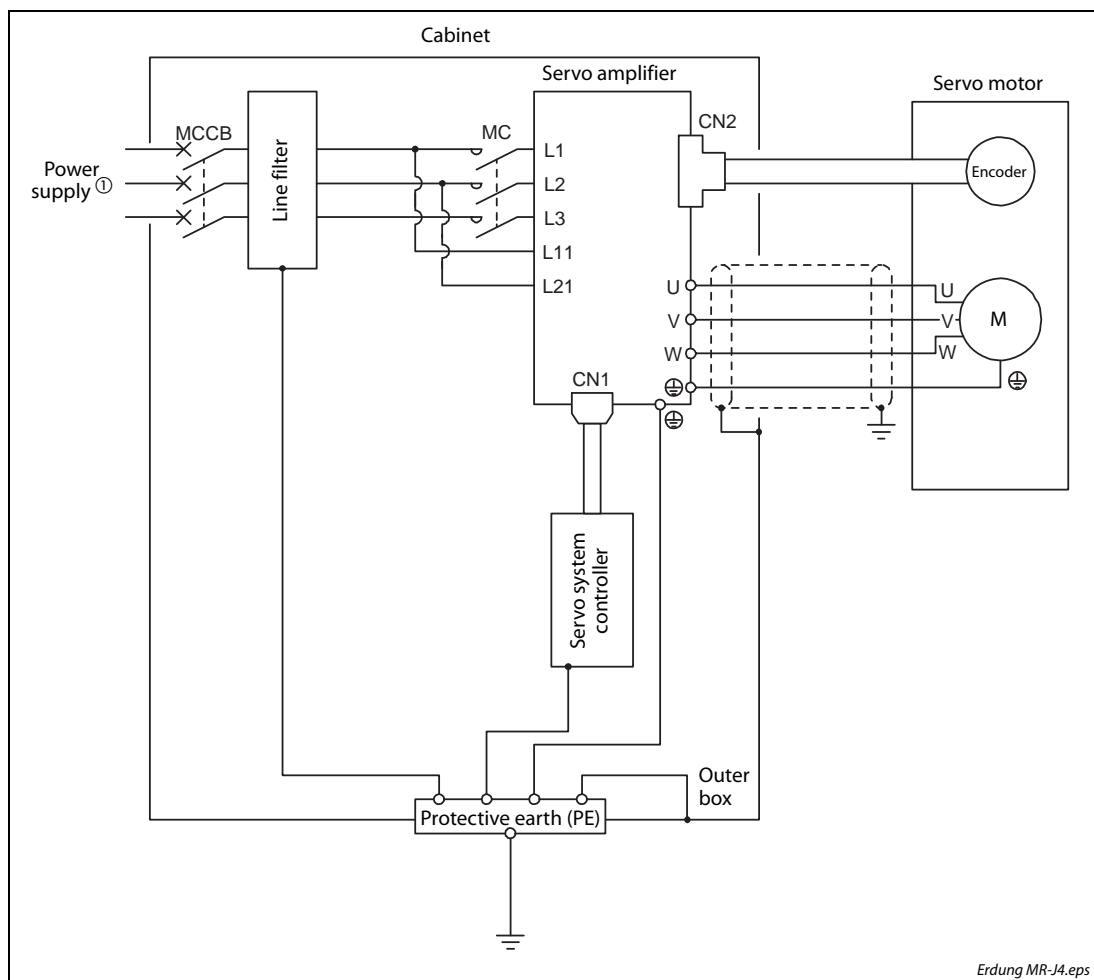 Cabinet
Servo amplifier
Servo motor
MCCB
MC
CN2
Power
supply ①
Line filter
L1
L2
L3
L11
L21
Encoder
U
V
W
U
V
W
M
CN1
Servo system
controller
Outer
box
Protective earth (PE)
Erdung MR-J4.eps